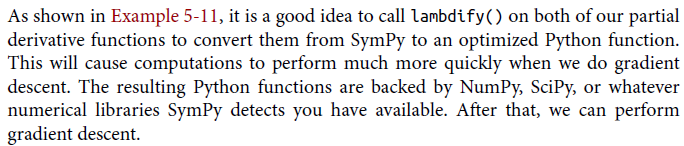 As shown in Example 5-11, it is a good idea to call lambdify() on both of our partial
derivative functions to convert them from SymPy to an optimized Python function.
This will cause computations to perform much more quickly when we do gradient
descent. The resulting Python functions are backed by NumPy, SciPy, or whatever
numerical libraries SymPy detects you have available. After that, we can perform
gradient descent.